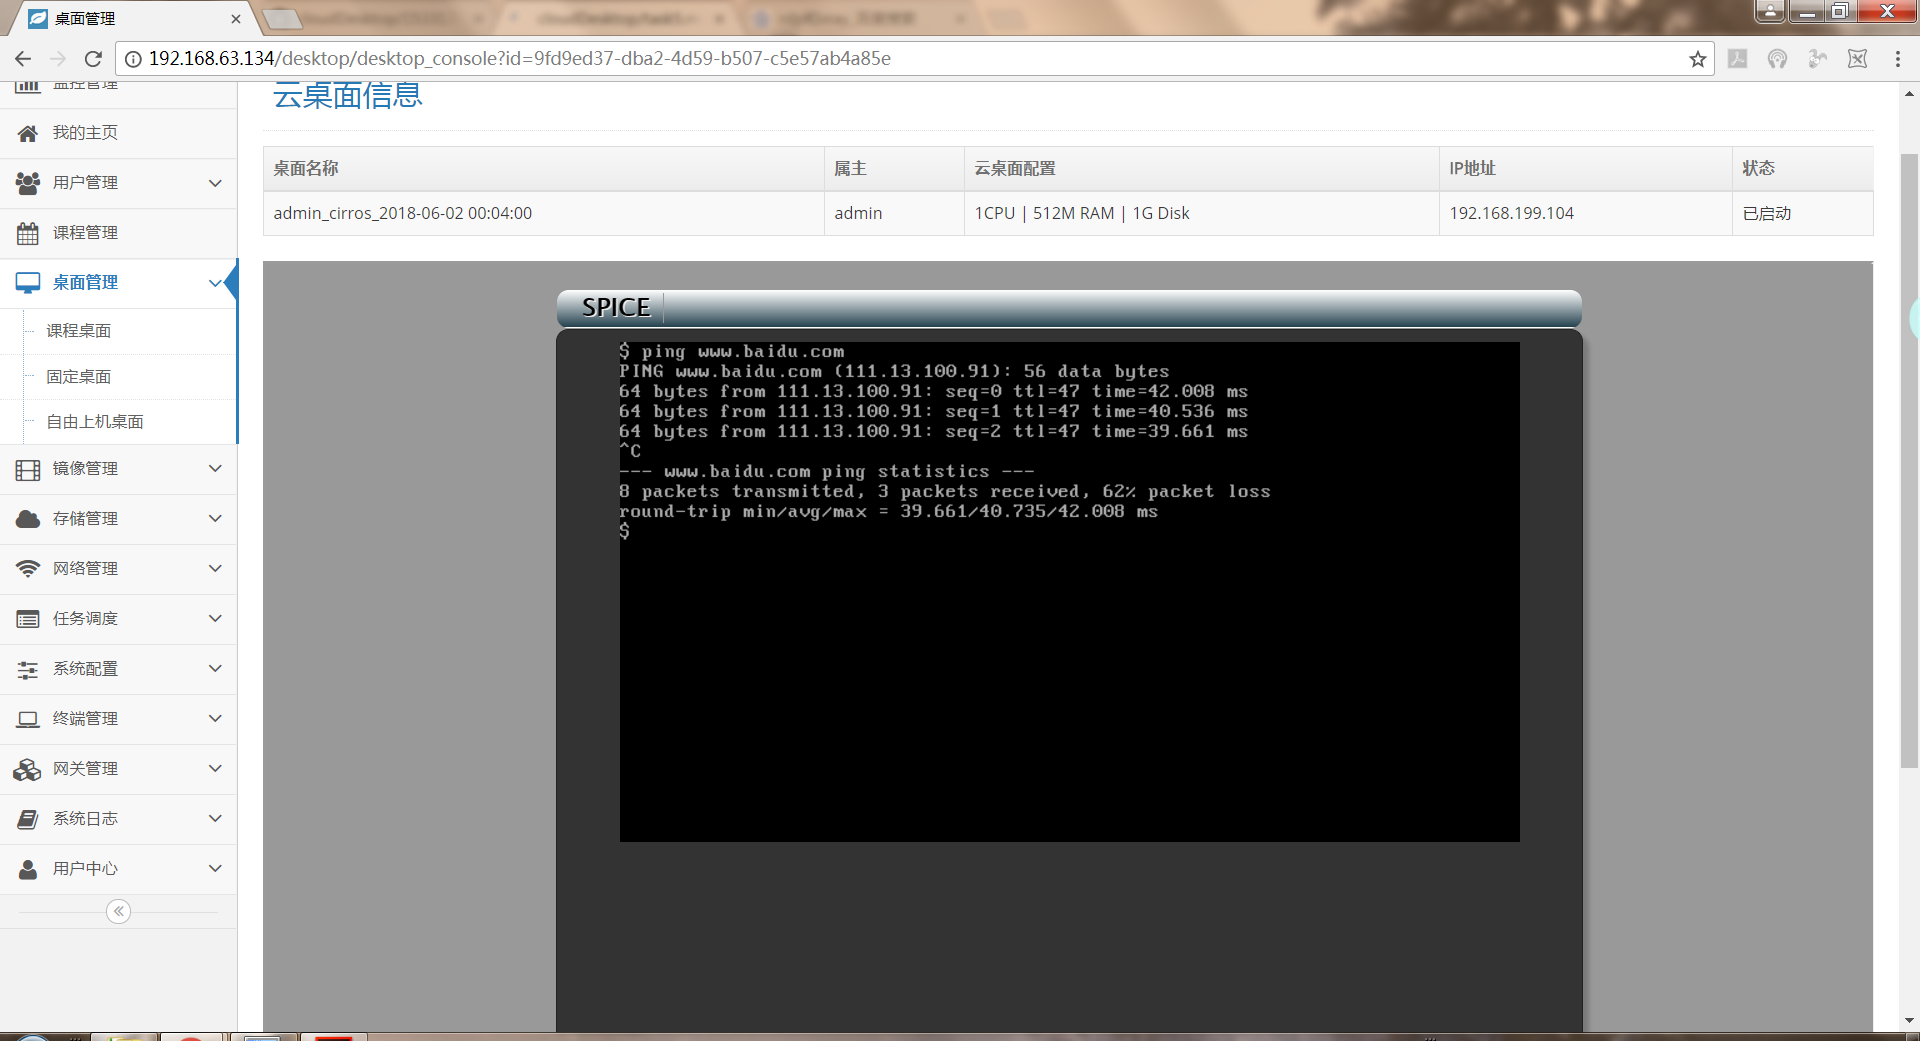 桌面管理
192.168.63.134/desktop/desktop_console?id=9fd9ed37-dba2-4d59-b507-c5e57ab4a85e
监控管理
我的主页
用户管理
课程管理
桌面管理
课程桌面
固定桌面
自由上机桌面
镜像管理
存储管理
网络管理
任务调度
系统配置
终端管理
网关管理
系统日志
用户中心
云桌面信息
桌面名称 属主 云桌面配置 IP地址 状态
admin_cirros_2018-06-02 00:04:00 admin 1CPU | 512M RAM | 1G Disk 192.168.199.104 已启动
SPICE
$ ping www.baidu.com
PING www.baidu.com (111.13.100.91): 56 data bytes
64 bytes from 111.13.100.91: seq=0 ttl=47 time=42.008 ms
64 bytes from 111.13.100.91: seq=1 ttl=47 time=40.536 ms
64 bytes from 111.13.100.91: seq=2 ttl=47 time=39.661 ms
^C
--- www.baidu.com ping statistics ---
8 packets transmitted, 3 packets received, 62% packet loss
round-trip min/avg/max = 39.661/40.735/42.008 ms
$